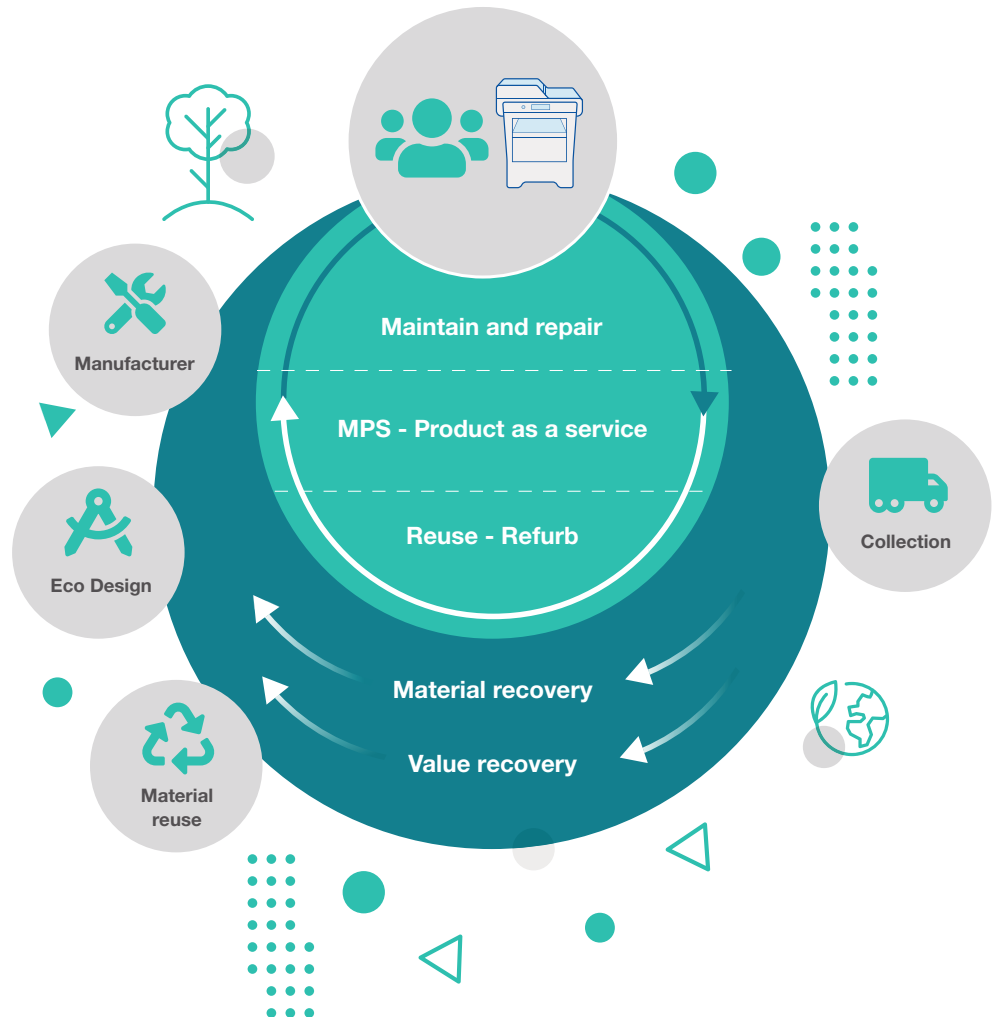 Maintain and repair
Manufacturer
MPS - Product as a service
Reuse - Refurb
Collection
Eco Design
Material recovery
Value recovery
Material
reuse